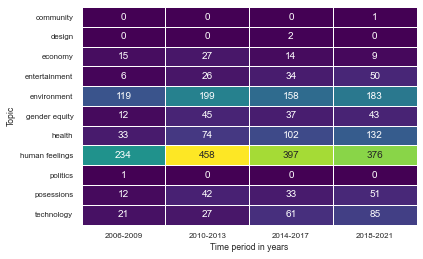 community 0 0 0 1
design 0 0 2 0
economy 15 27 14 9
entertainment 6 26 34 50
environment 119 199 158 183
gender equity 12 45 37 43
health 33 74 102 132
human feelings 234 458 397 376
politics 1 0 0 0
posessions 12 42 33 51
technology 21 27 61 85
Topic
2006-2009 2010-2013 2014-2017 2015-2021
Time period in years